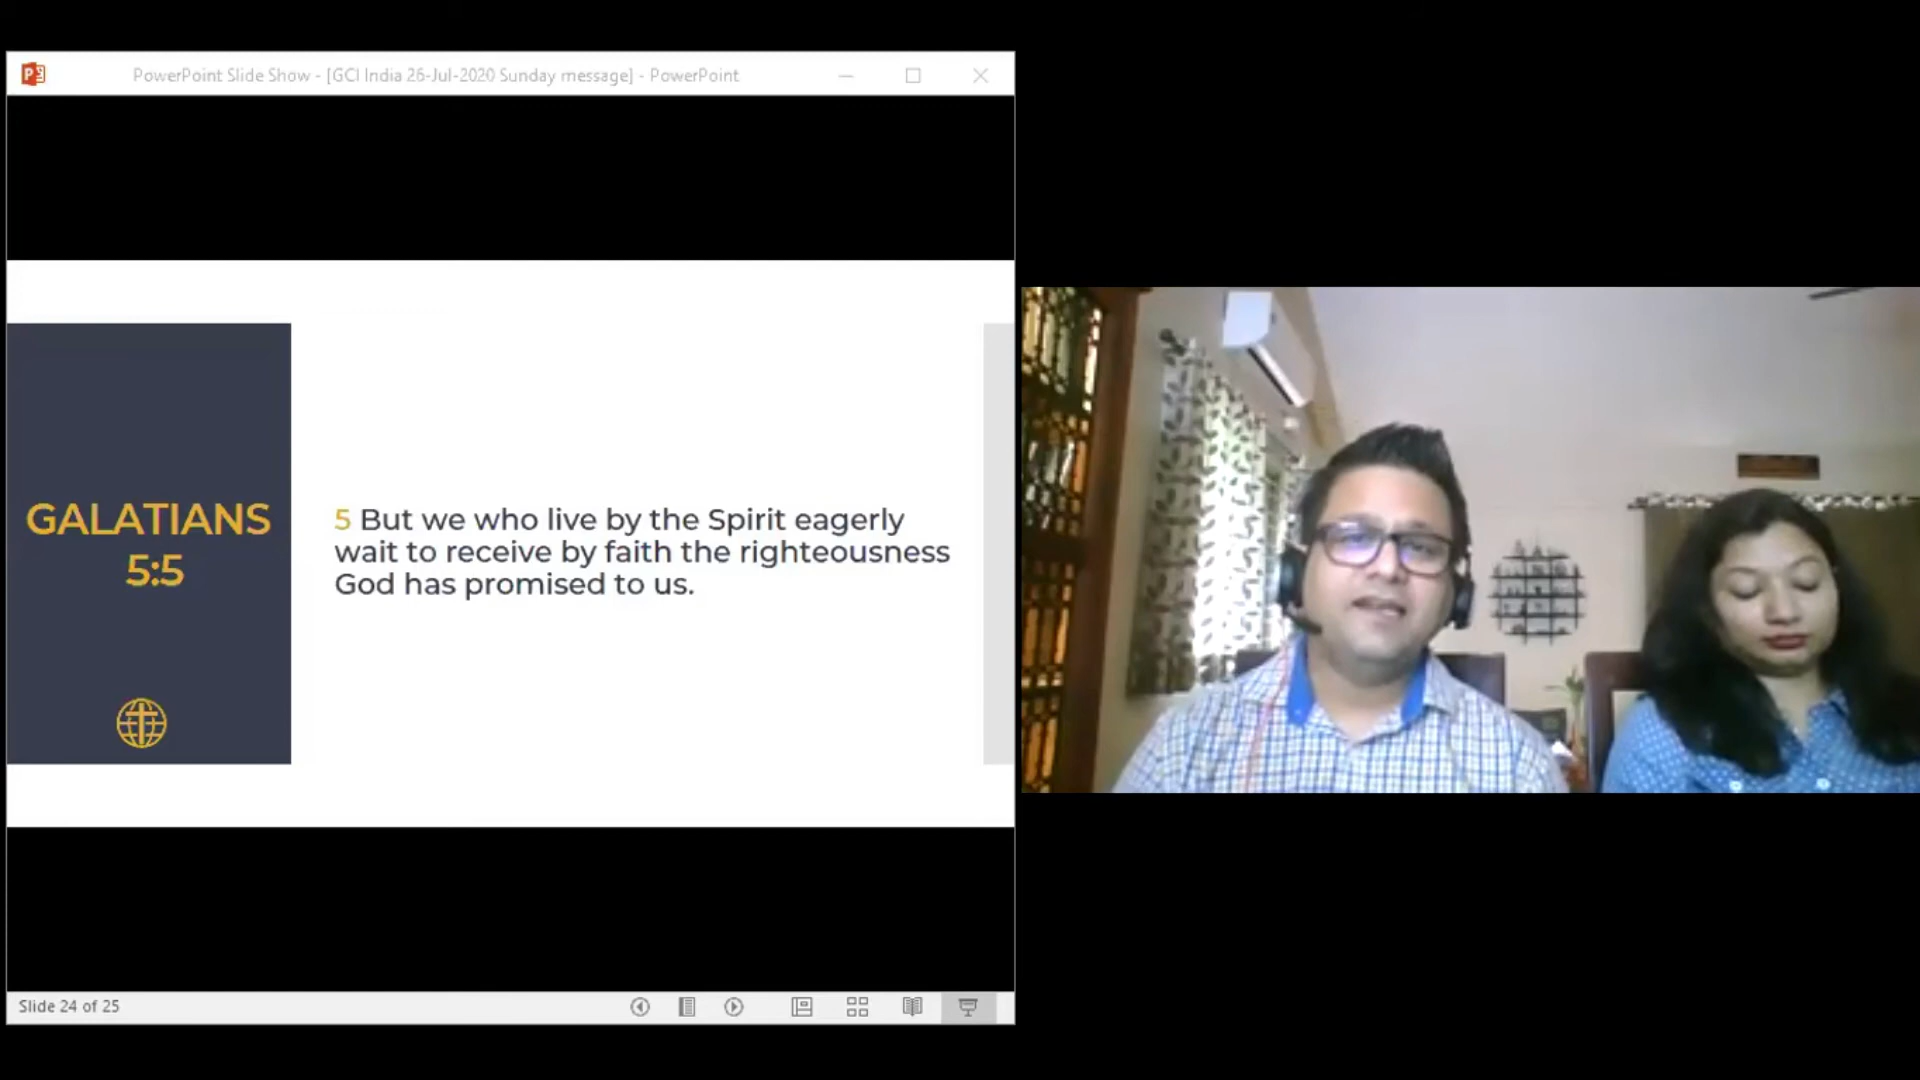 PowerPoint Slide Show - [GCI India 26-Jul-2020 Sunday message] - PowerPoint
GALATIANS
5:5
5 But we who live by the Spirit eagerly
wait to receive by faith the righteousness
God has promised to us.
Slide 24 of 25